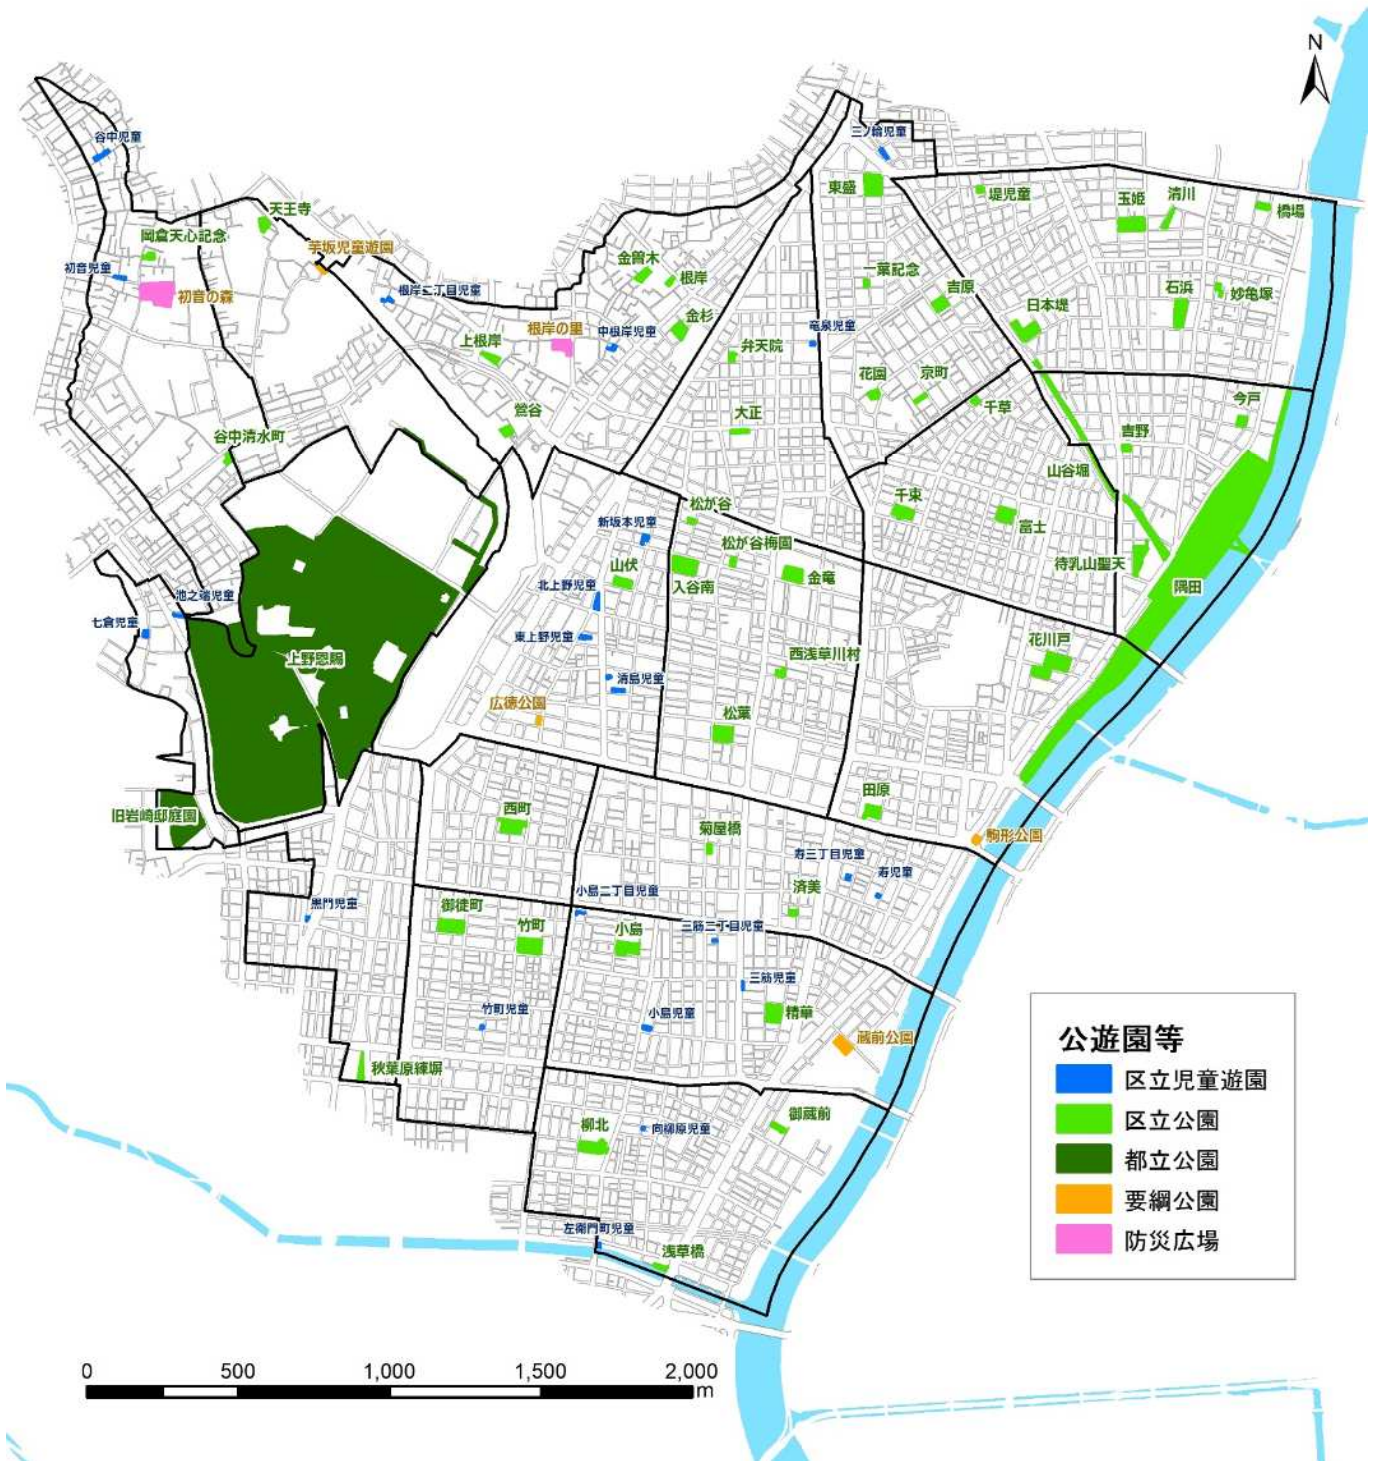 N
谷中児童
三ノ輪児童
東盛
堤児童
玉姫
清川
橋場
天王寺
岡倉天心記念
芋坂児童遊園
初音児童
初音の森
根岸二丁目児童
金曽木
根岸
一葉記念
吉原
日本堤
石浜
妙亀塚
金杉
根岸の里
中根岸児童
竜泉児童
上根岸
弁天院
花園
京町
千草
今戸
大正
鶯谷
谷中清水町
吉野
山谷堀
松が谷
千束
富士
新坂本児童
松が谷梅園
待乳山聖天
山伏
入谷南
金竜
北上野児童
隅田
池之端児童
七倉児童
東上野児童
花川戸
上野恩賜
西浅草川村
清島児童
広徳公園
松葉
田原
西町
旧岩崎邸庭園
菊屋橋
駒形公園
寿三丁目児童
寿児童
済美
小島二丁目児童
黒門児童
御徒町
竹町
小島
三筋二丁目児童
三筋児童
竹町児童
小島児童
精華
蔵前公園
秋葉原練塀
御蔵前
柳北
向柳原児童
左衛門町児童
浅草橋
公遊園等
区立児童遊園
区立公園
都立公園
要綱公園
防災広場
0 500 1,000 1,500 2,000
m